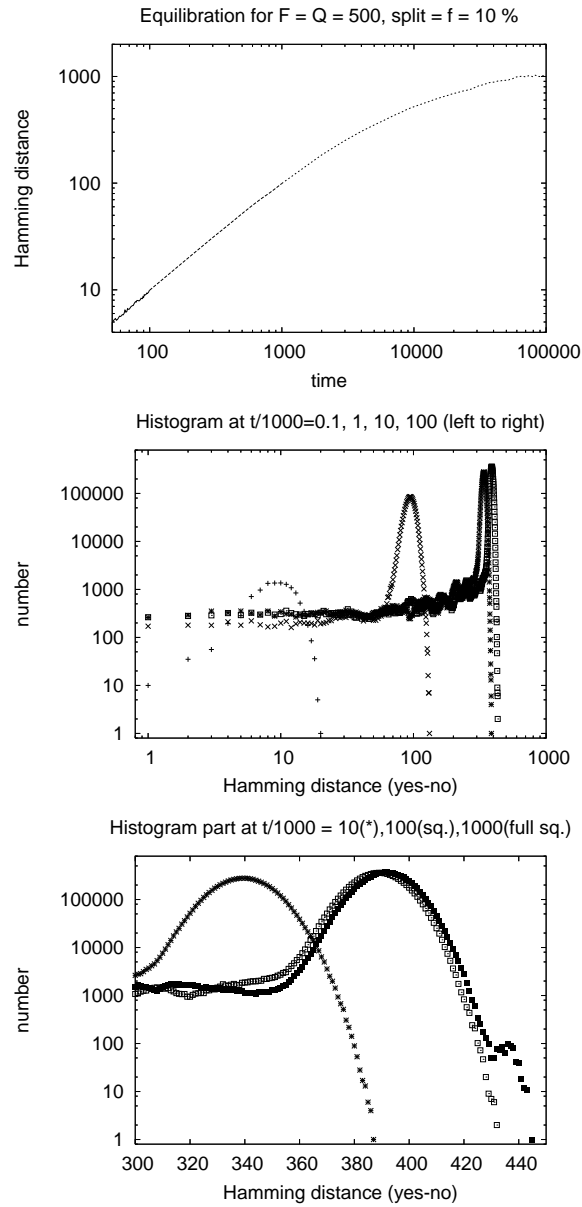 Equilibration for F = Q = 500, split = f = 10 %
1000
100
10
Hamming distance
100 1000 10000 100000
time
Histogram at t/1000=0.1, 1, 10, 100 (left to right)
100000
10000
1000
100
10
1
number
1 10 100 1000
Hamming distance (yes-no)
Histogram part at t/1000 = 10(*),100(sq.),1000(full sq.)
100000
10000
1000
100
10
1
number
300 320 340 360 380 400 420 440
Hamming distance (yes-no)